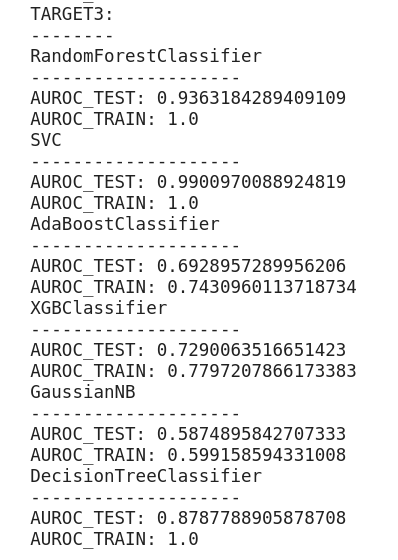 TARGET3:
--------
RandomForestClassifier
--------------------
AUROC_TEST: 0.9363184289409109
AUROC_TRAIN: 1.0
SVC
--------------------
AUROC_TEST: 0.9900970088924819
AUROC_TRAIN: 1.0
AdaBoostClassifier
--------------------
AUROC_TEST: 0.6928957289956206
AUROC_TRAIN: 0.7430960113718734
XGBClassifier
--------------------
AUROC_TEST: 0.7290063516651423
AUROC_TRAIN: 0.7797207866173383
GaussianNB
--------------------
AUROC_TEST: 0.5874895842707333
AUROC_TRAIN: 0.599158594331008
DecisionTreeClassifier
--------------------
AUROC_TEST: 0.8787788905878708
AUROC_TRAIN: 1.0